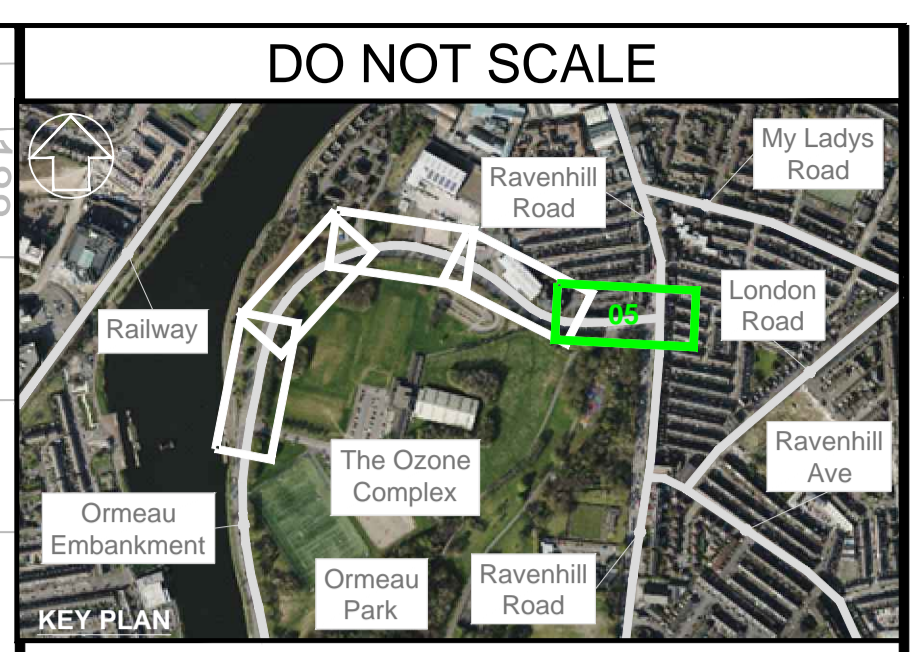 DO NOT SCALE
My Ladys
Road
Ravenhill
Road
London
Road
05
Railway
Ravenhill
Ave
The Ozone
Complex
Ormeau
Embankment
Ormeau
Park
Ravenhill
Road
KEY PLAN